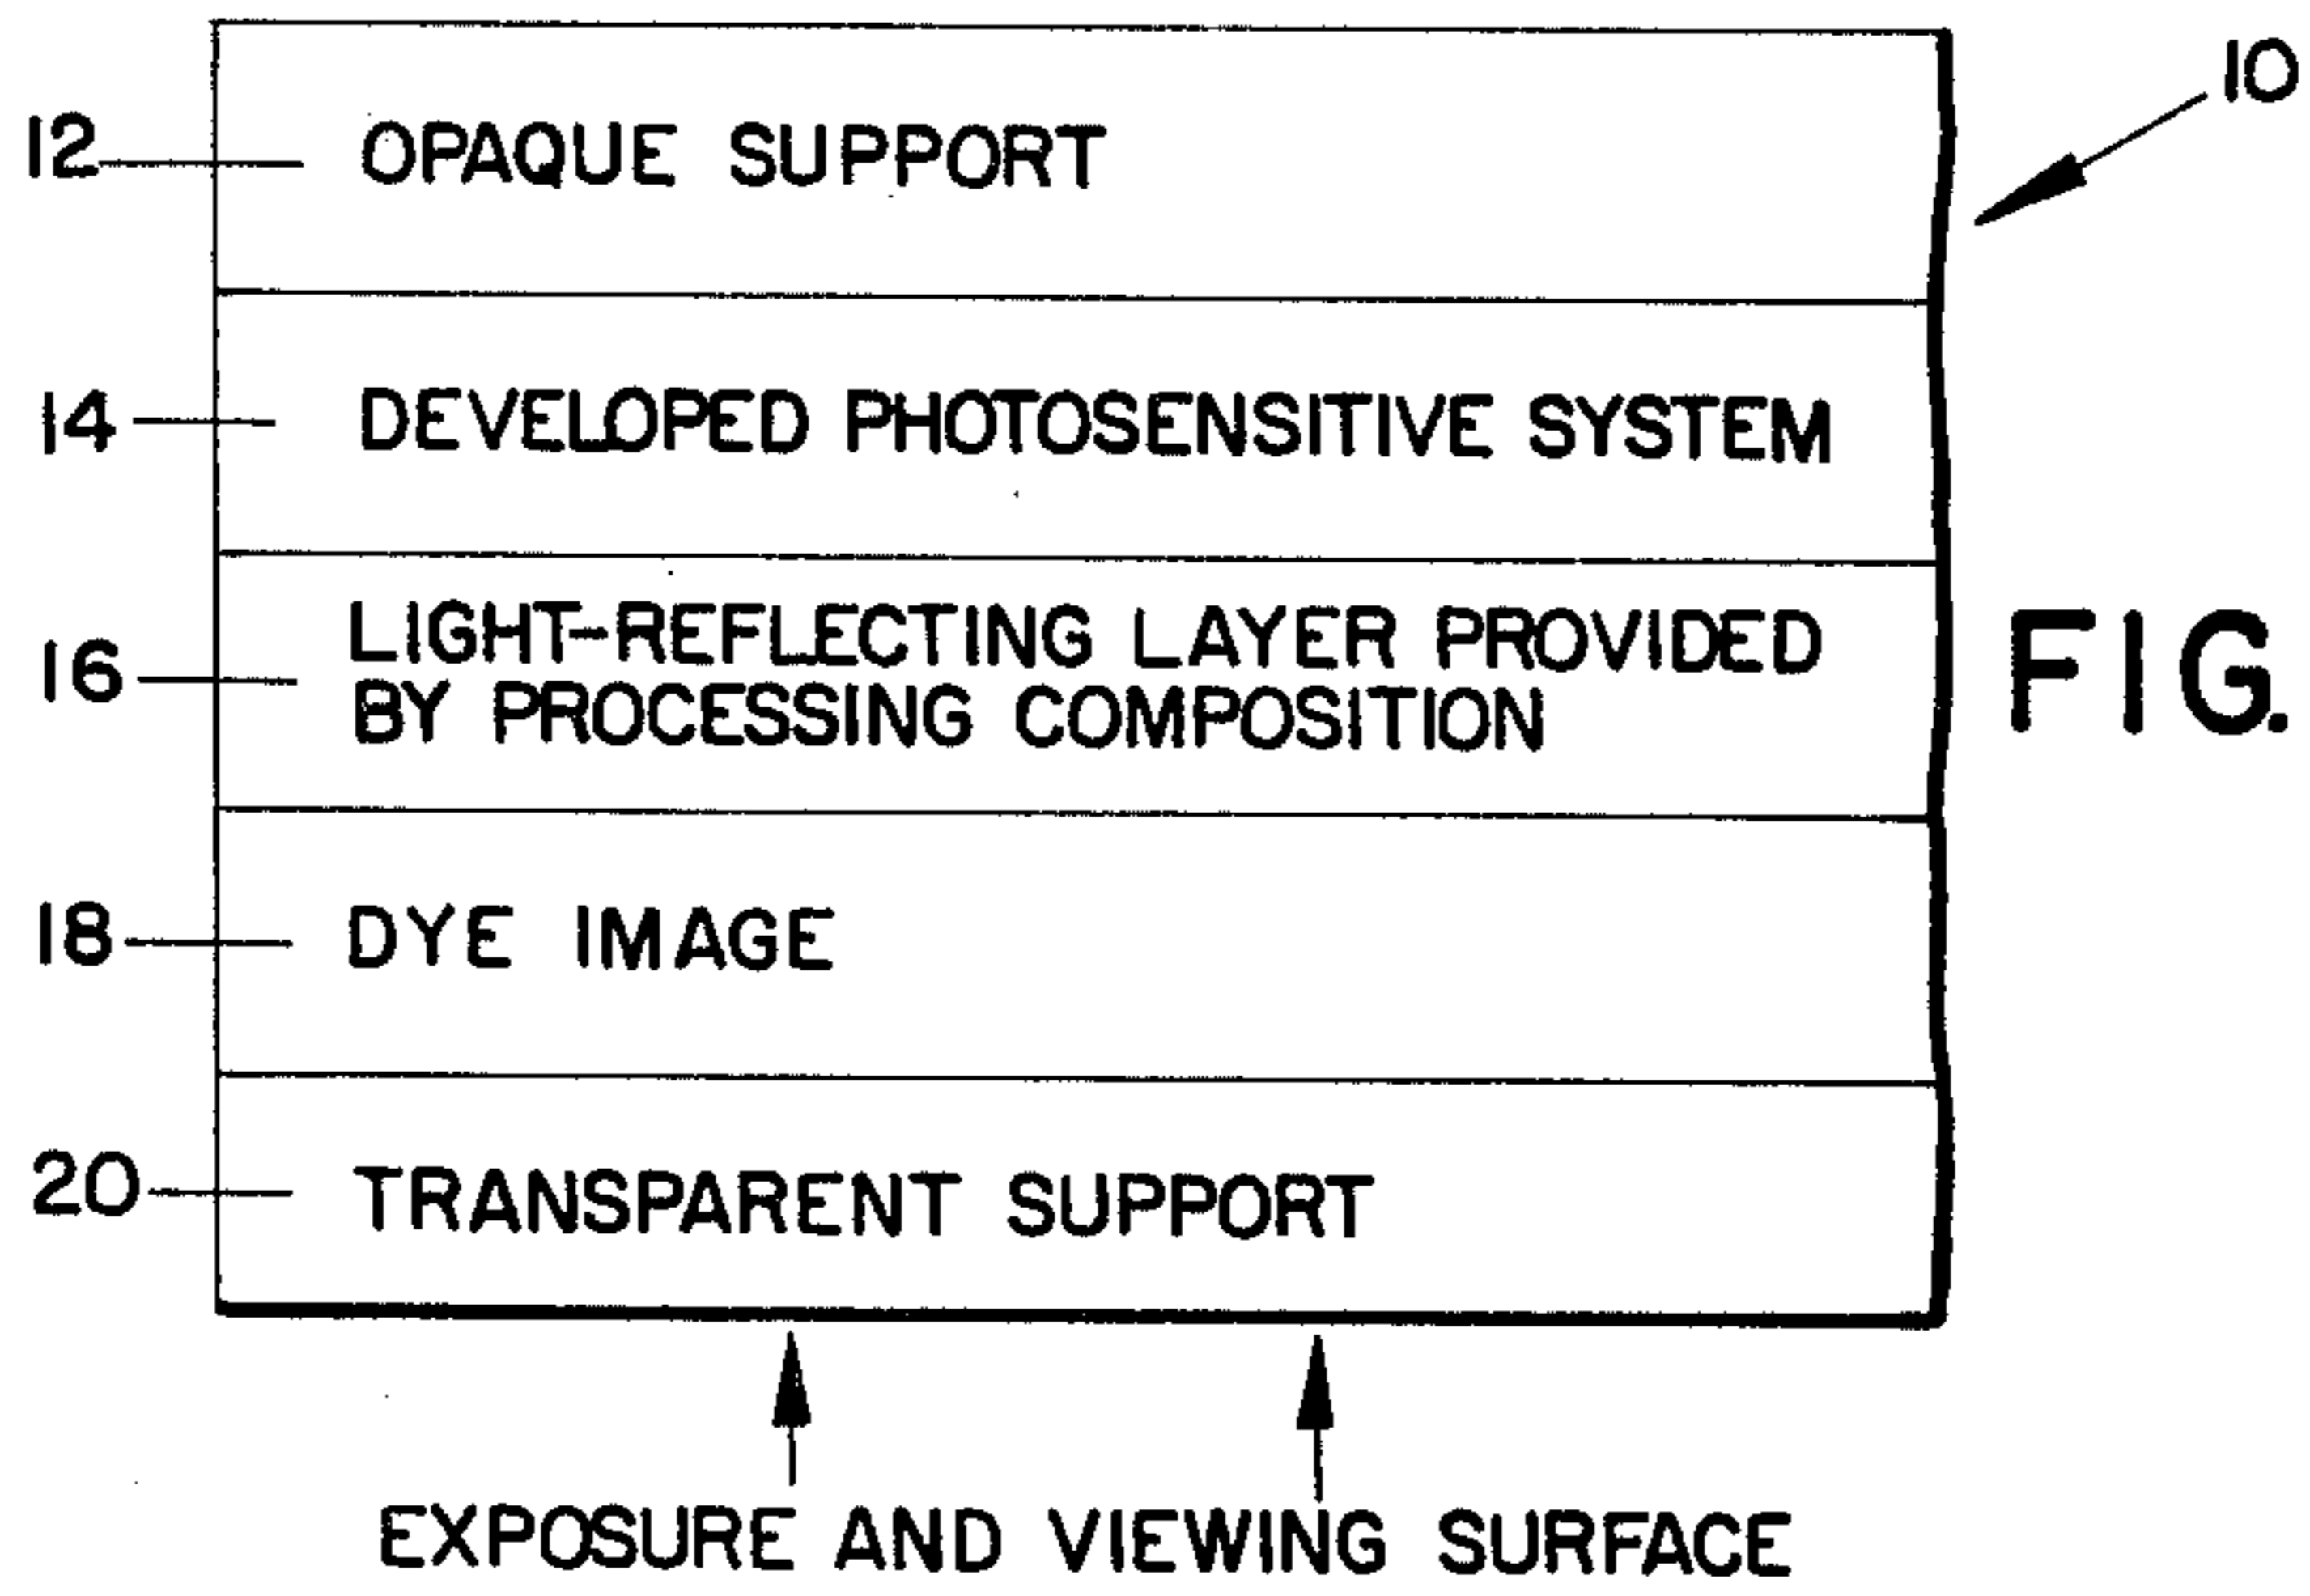 10
12 OPAQUE SUPPORT
14 DEVELOPED PHOTOSENSITIVE SYSTEM
16 LIGHT-REFLECTING LAYER PROVIDED
BY PROCESSING COMPOSITION
FIG.
18 DYE IMAGE
20 TRANSPARENT SUPPORT
EXPOSURE AND VIEWING SURFACE